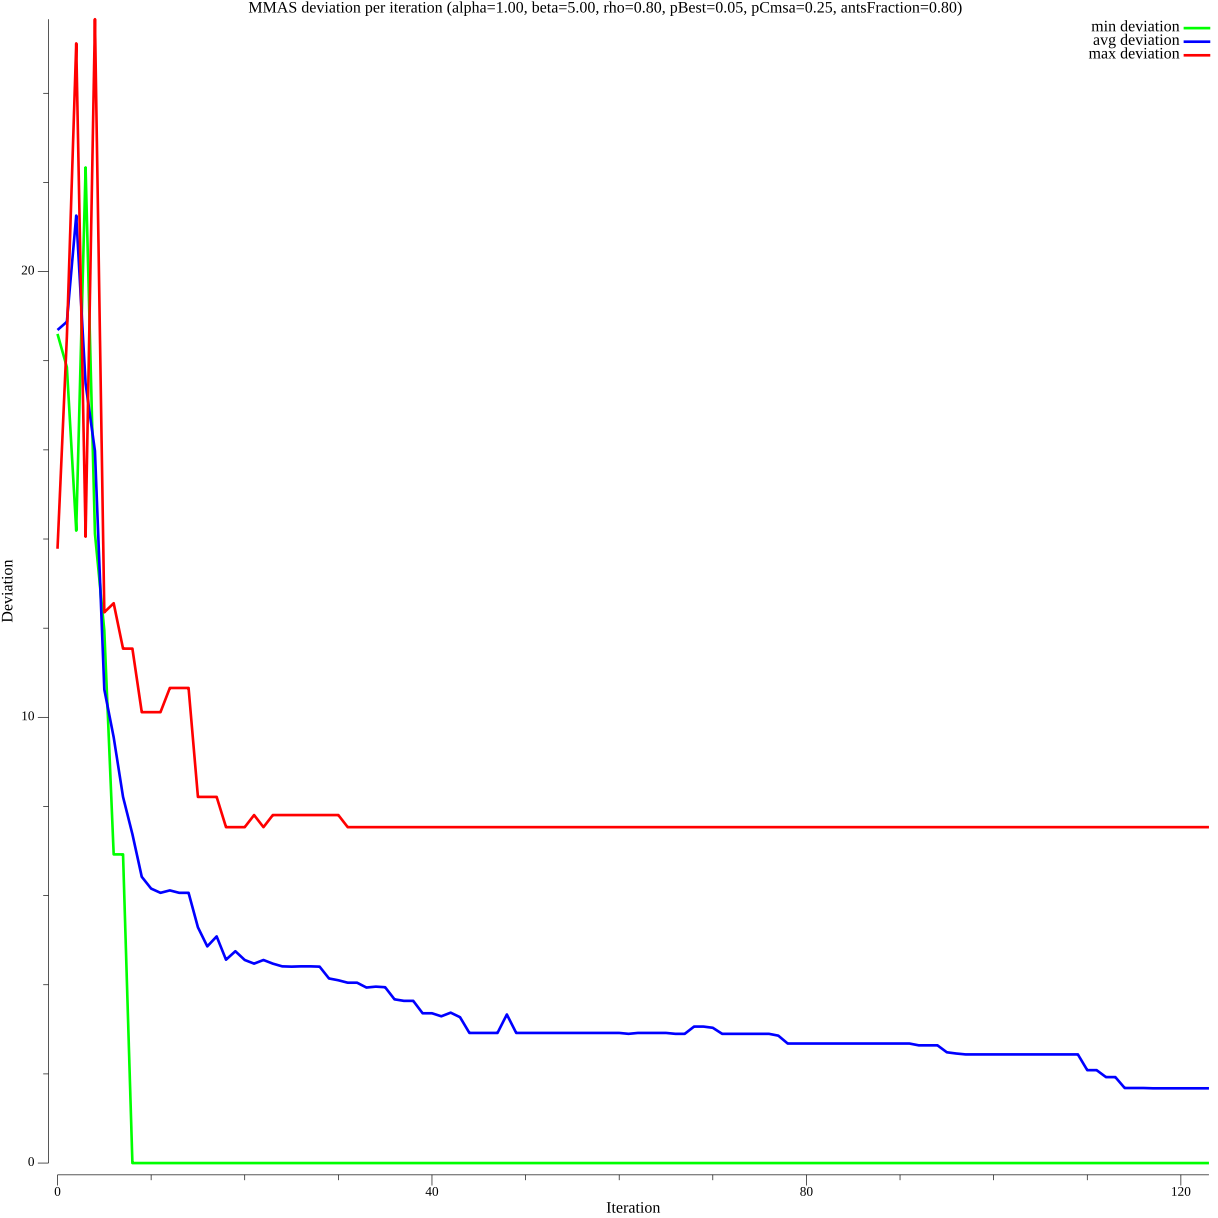 MMAS deviation per iteration (alpha=1.00, beta=5.00, rho=0.80, pBest=0.05, pCmsa=0.25, antsFraction=0.80)
min deviation
avg deviation
max deviation
20
10
0
Deviation
0
40
80
120
Iteration